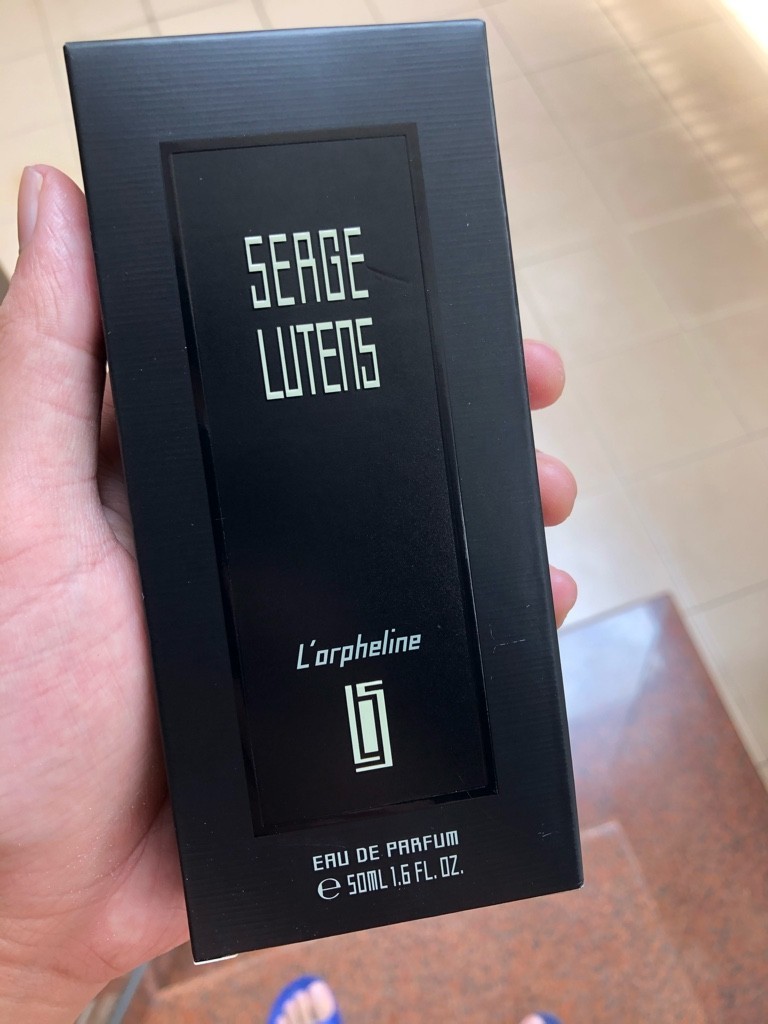 SERGE
LUTENS
L'orpheline
EAU DE PARFUM
℮ 50ML 1.6 FL. OZ.